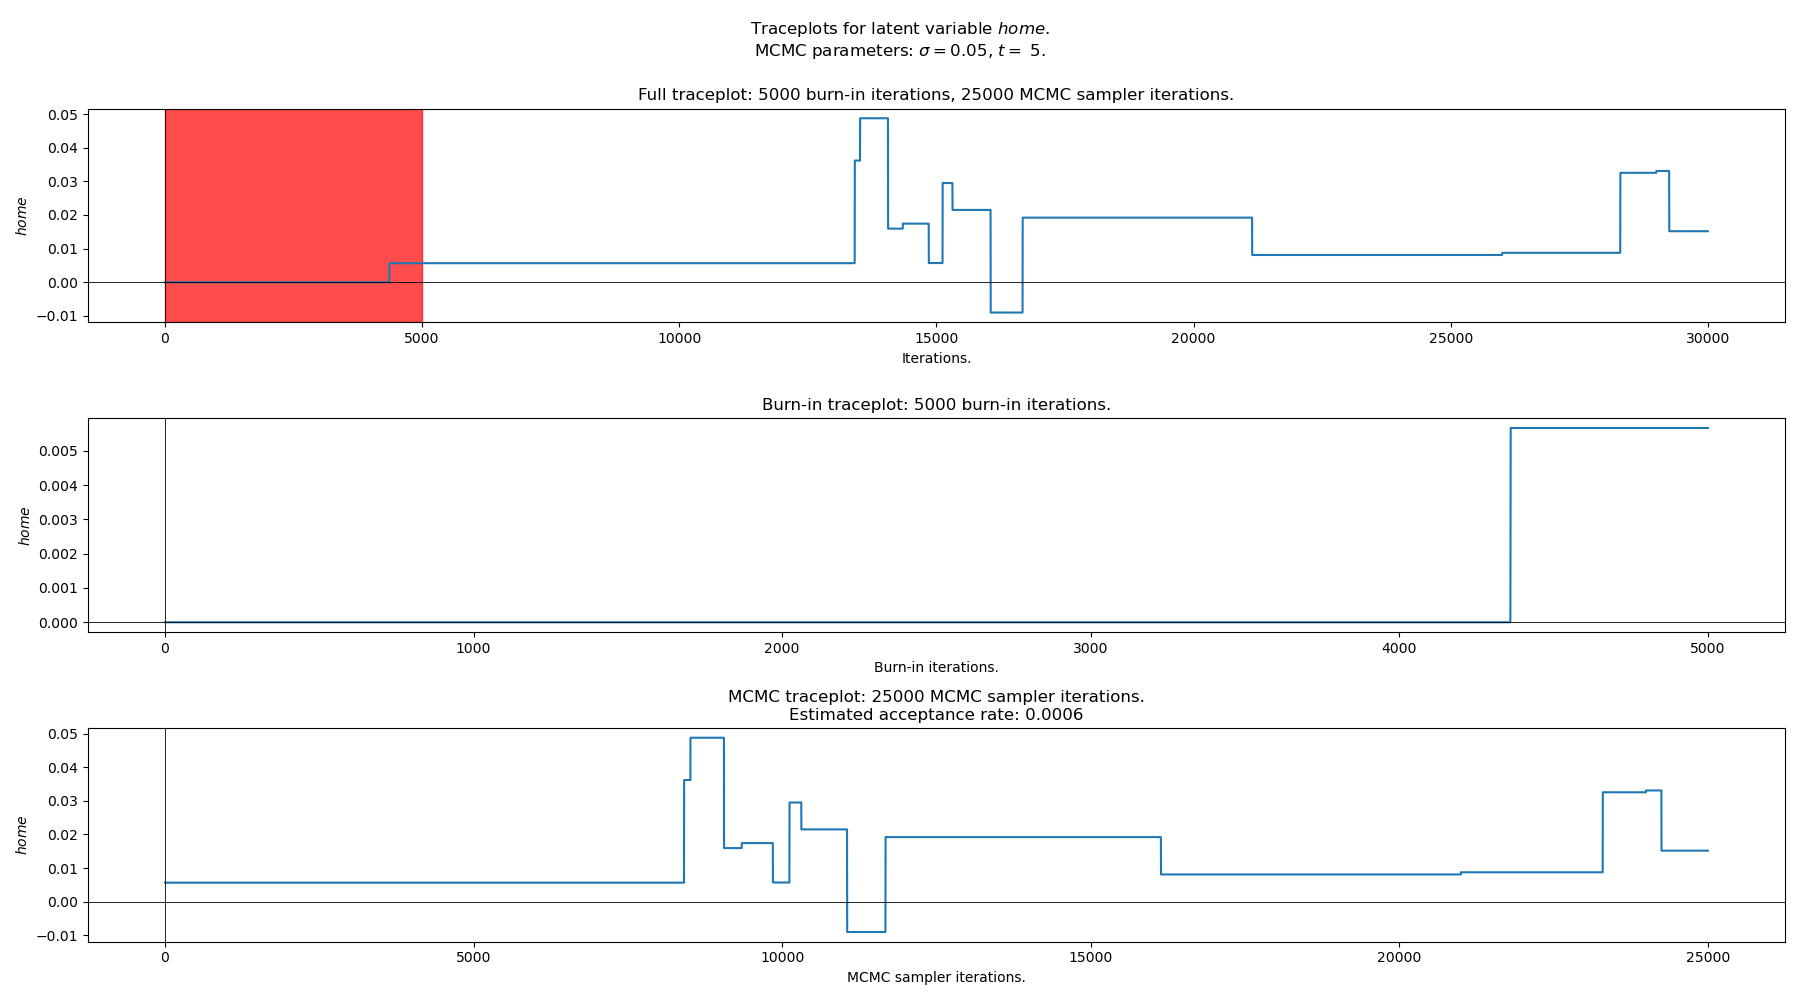 Traceplots for latent variable home.
MCMC parameters: σ = 0.05, t = 5.
Full traceplot: 5000 burn-in iterations, 25000 MCMC sampler iterations.
0.05
0.04
0.03
0.02
0.01
0.00
−0.01
home
0 5000 10000 15000 20000 25000 30000
Iterations.
Burn-in traceplot: 5000 burn-in iterations.
0.005
0.004
0.003
0.002
0.001
0.000
home
0 1000 2000 3000 4000 5000
Burn-in iterations.
MCMC traceplot: 25000 MCMC sampler iterations.
Estimated acceptance rate: 0.0006
0.05
0.04
0.03
0.02
0.01
0.00
−0.01
home
0 5000 10000 15000 20000 25000
MCMC sampler iterations.